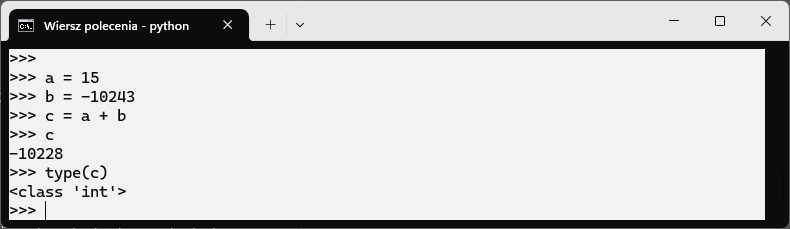 Wiersz polecenia - python
>>>
>>> a = 15
>>> b = -10243
>>> c = a + b
>>> c
-10228
>>> type(c)
<class 'int'>
>>>